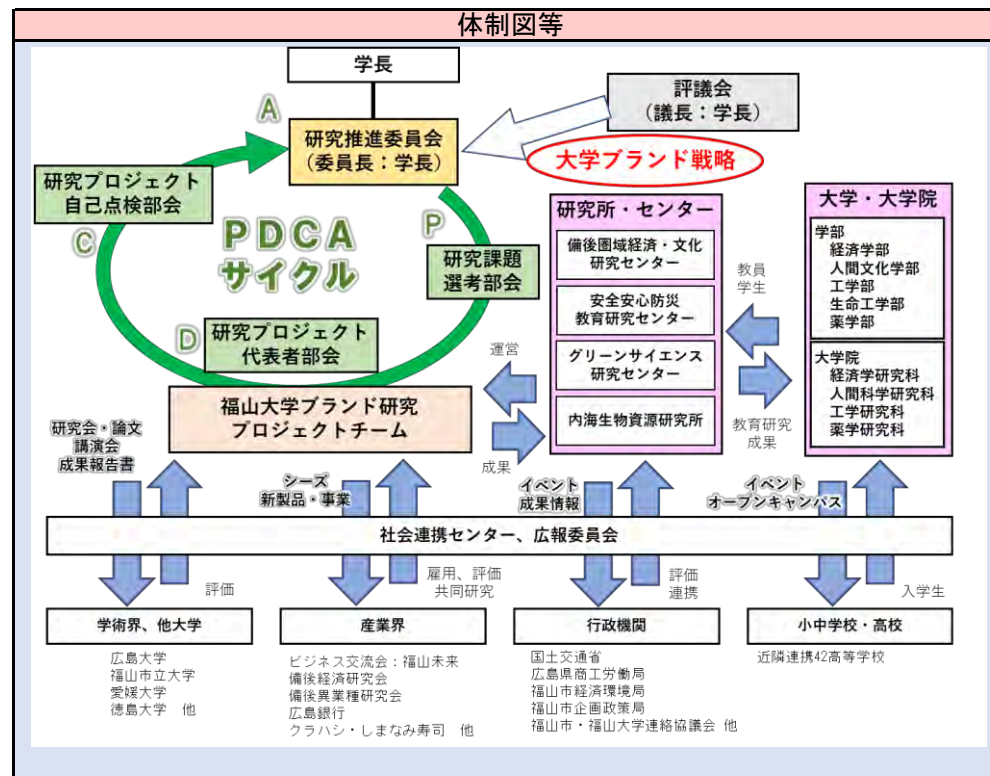 体制図等
学長
評議会
(議長:学長)
A
研究推進委員会
(委員長:学長)
大学ブランド戦略
研究プロジェクト
自己点検部会
C
PDCA
サイクル
P
研究課題
選考部会
D
研究プロジェクト
代表者部会
福山大学ブランド研究
プロジェクトチーム
運営
成果
研究所・センター
備後圏域経済・文化
研究センター
安全安心防災
教育研究センター
グリーンサイエンス
研究センター
内海生物資源研究所
教員
学生
教育研究
成果
大学・大学院
学部
経済学部
人間文化学部
工学部
生命工学部
薬学部
大学院
経済学研究科
人間科学研究科
工学研究科
薬学研究科
研究会・論文
講演会
成果報告書
シーズ
新製品・事業
イベント
成果情報
イベント
オープンキャンパス
社会連携センター、広報委員会
評価
雇用、評価
共同研究
評価
連携
入学生
学術界、他大学
広島大学
福山市立大学
愛媛大学
徳島大学 他
産業界
ビジネス交流会:福山未来
備後経済研究会
備後異業種研究会
広島銀行
クラハシ・しまなみ寿司 他
行政機関
国土交通省
広島県商工労働局
福山市経済環境局
福山市企画政策局
福山市・福山大学連絡協議会 他
小中学校・高校
近隣連携42高等学校